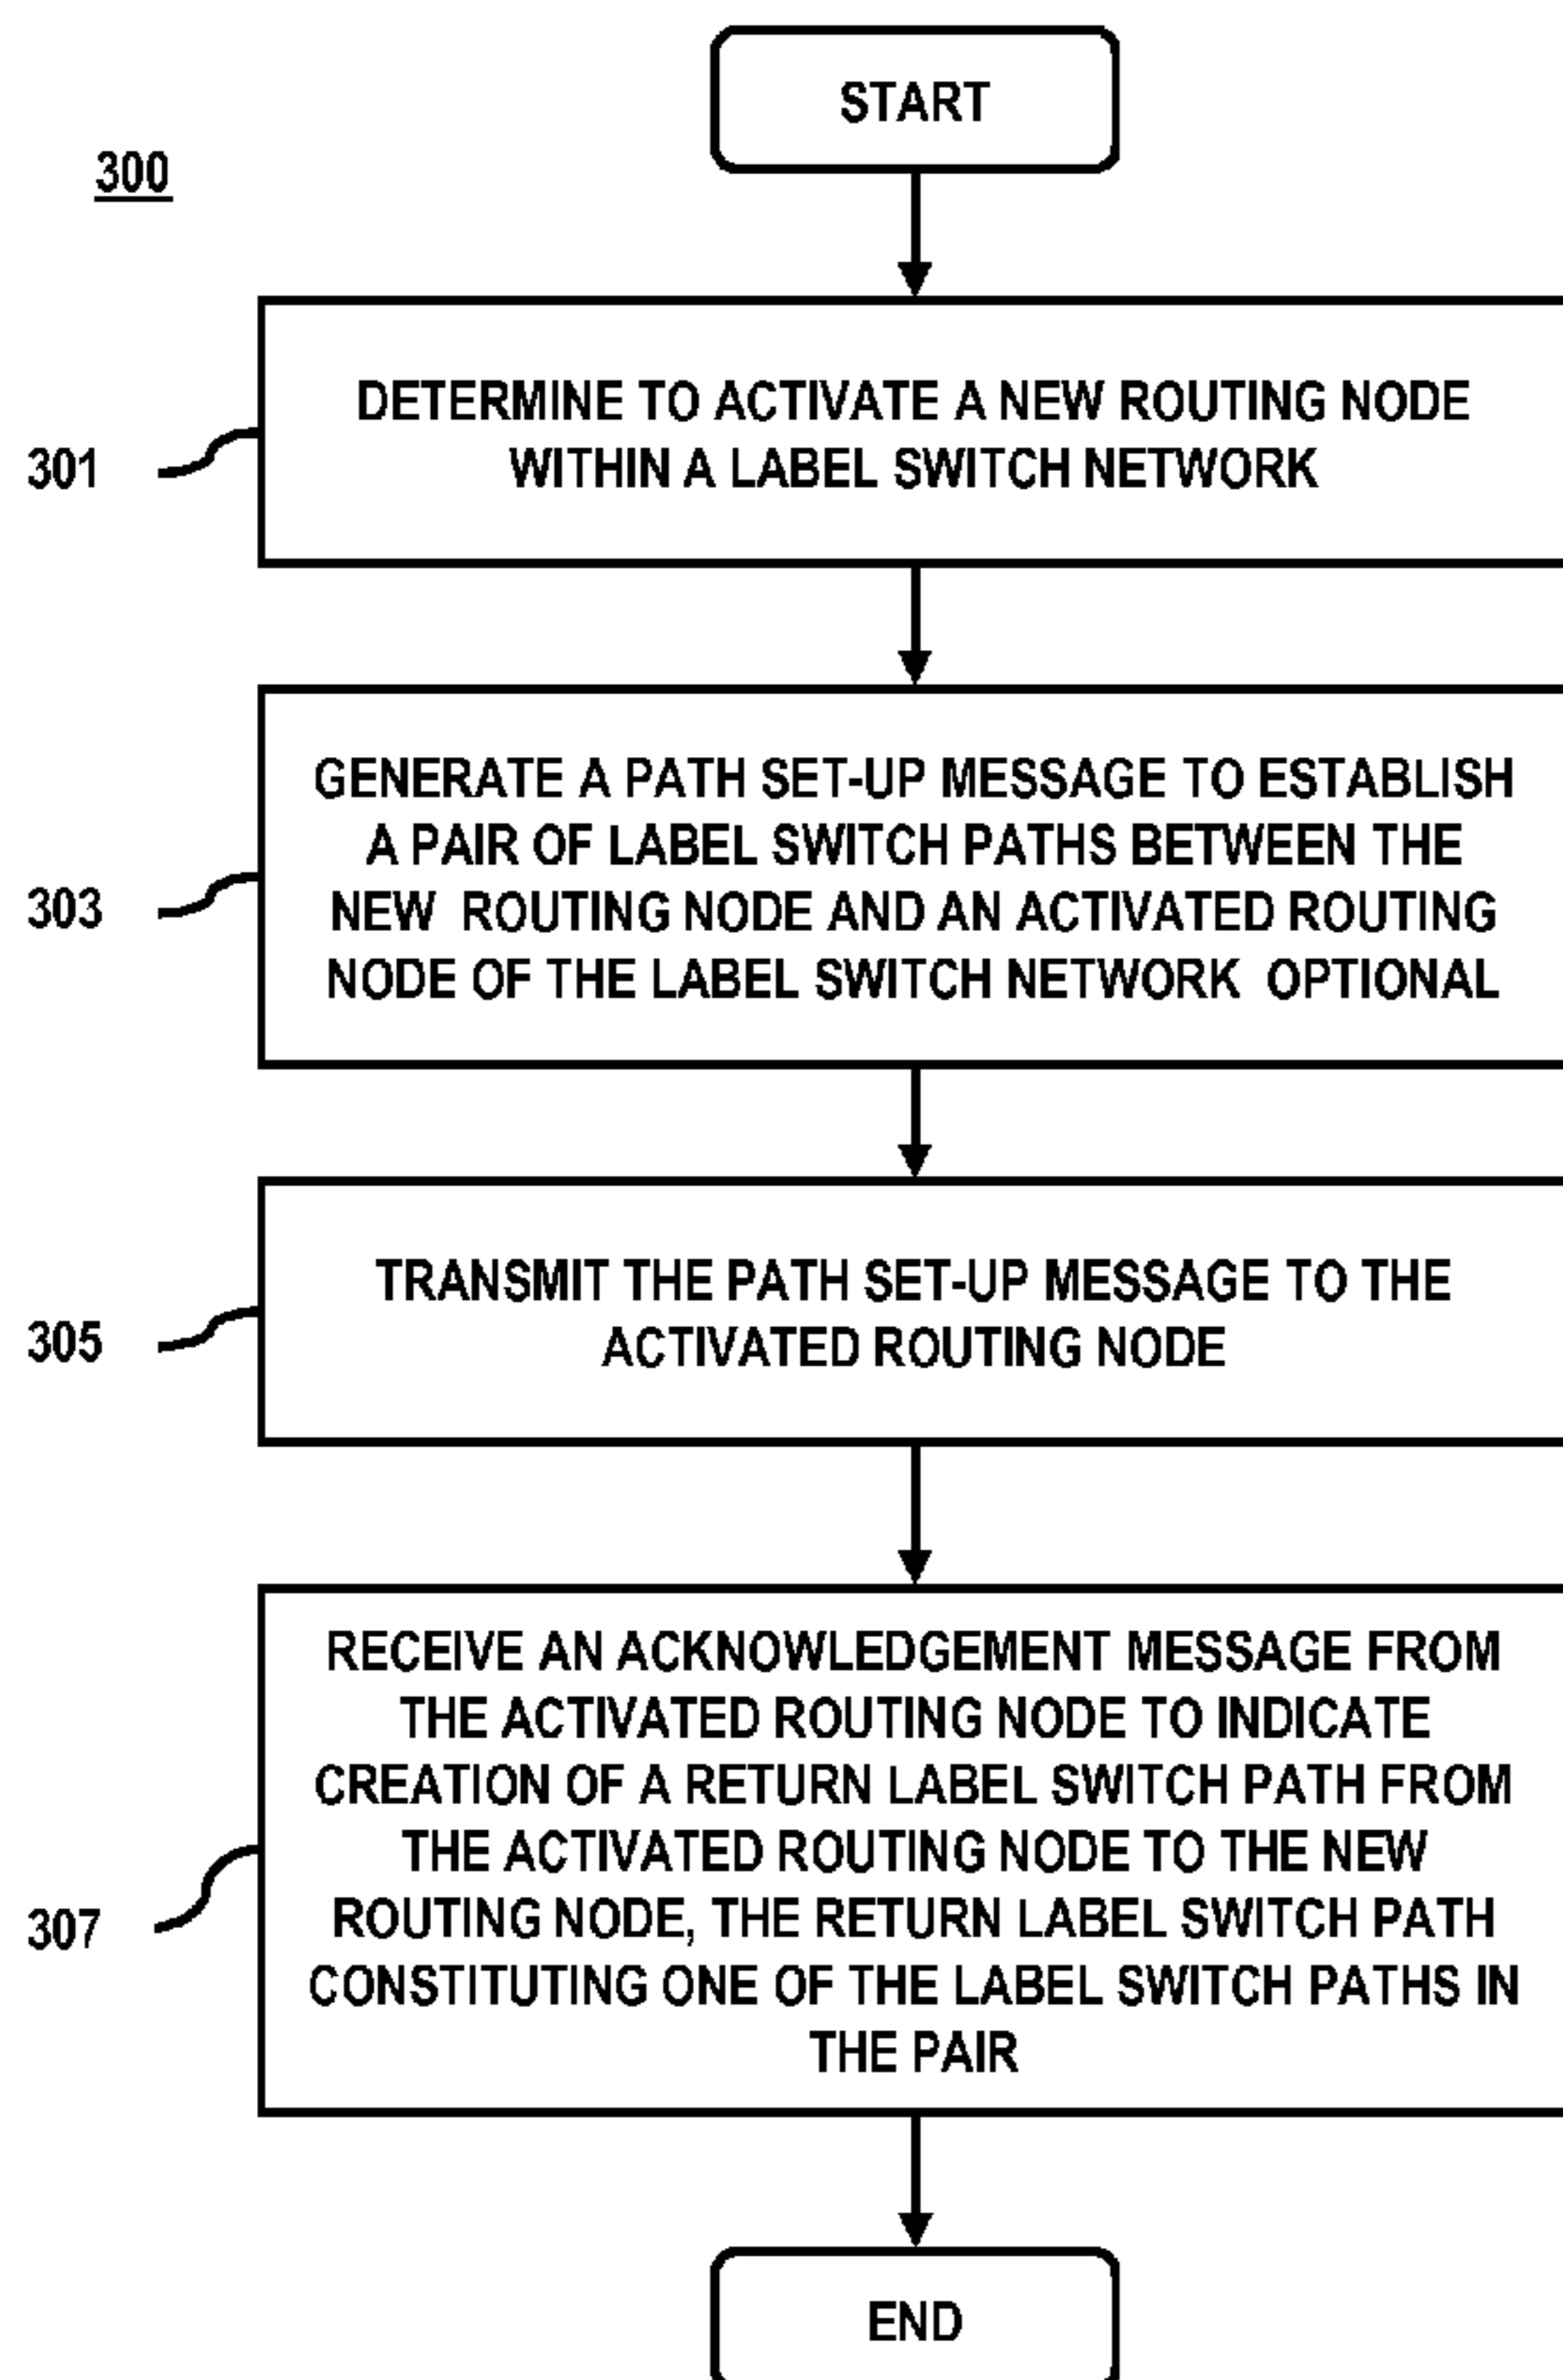 START
300
DETERMINE TO ACTIVATE A NEW ROUTING NODE
WITHIN A LABEL SWITCH NETWORK
301
GENERATE A PATH SET-UP MESSAGE TO ESTABLISH
A PAIR OF LABEL SWITCH PATHS BETWEEN THE
NEW ROUTING NODE AND AN ACTIVATED ROUTING
NODE OF THE LABEL SWITCH NETWORK OPTIONAL
303
TRANSMIT THE PATH SET-UP MESSAGE TO THE
ACTIVATED ROUTING NODE
305
RECEIVE AN ACKNOWLEDGEMENT MESSAGE FROM
THE ACTIVATED ROUTING NODE TO INDICATE
CREATION OF A RETURN LABEL SWITCH PATH FROM
THE ACTIVATED ROUTING NODE TO THE NEW
ROUTING NODE, THE RETURN LABEL SWITCH PATH
CONSTITUTING ONE OF THE LABEL SWITCH PATHS IN
THE PAIR
307
END